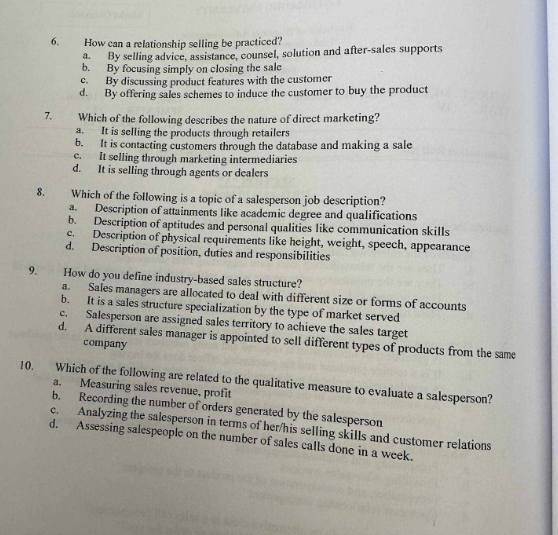 6. How can a relationship selling be practiced?
a. By selling advice, assistance, counsel, solution and after-sales supports
b. By focusing simply on closing the sale
c. By discussing product features with the customer
d. By offering sales schemes to induce the customer to buy the product
7. Which of the following describes the nature of direct marketing?
a. It is selling the products through retailers
b. It is contacting customers through the database and making a sale
c. It selling through marketing intermediaries
d. It is selling through agents or dealers
8. Which of the following is a topic of a salesperson job description?
a. Description of attainments like academic degree and qualifications
b. Description of aptitudes and personal qualities like communication skills
c. Description of physical requirements like height, weight, speech, appearance
d. Description of position, duties and responsibilities
9. How do you define industry-based sales structure?
a. Sales managers are allocated to deal with different size or forms of accounts
b. It is a sales structure specialization by the type of market served
c. Salesperson are assigned sales territory to achieve the sales target
d. A different sales manager is appointed to sell different types of products from the same
company
10. Which of the following are related to the qualitative measure to evaluate a salesperson?
a. Measuring sales revenue, profit
b. Recording the number of orders generated by the salesperson
c. Analyzing the salesperson in terms of her/his selling skills and customer relations
d. Assessing salespeople on the number of sales calls done in a week.